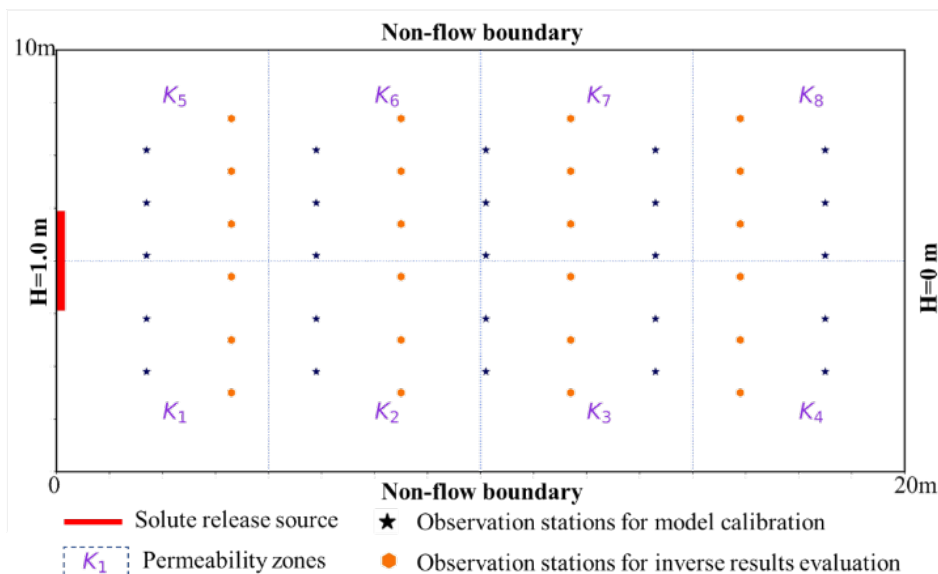 Non-flow boundary
10m
K5 K6 K7 K8
H=1.0 m
H=0 m
K1 K2 K3 K4
0
Non-flow boundary
20m
Solute release source
Observation stations for model calibration
K1 Permeability zones
Observation stations for inverse results evaluation